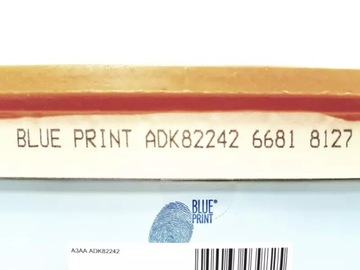 BLUE PRINT ADK82242 6681 8127
BLUE®
PRINT
A3AA ADK82242